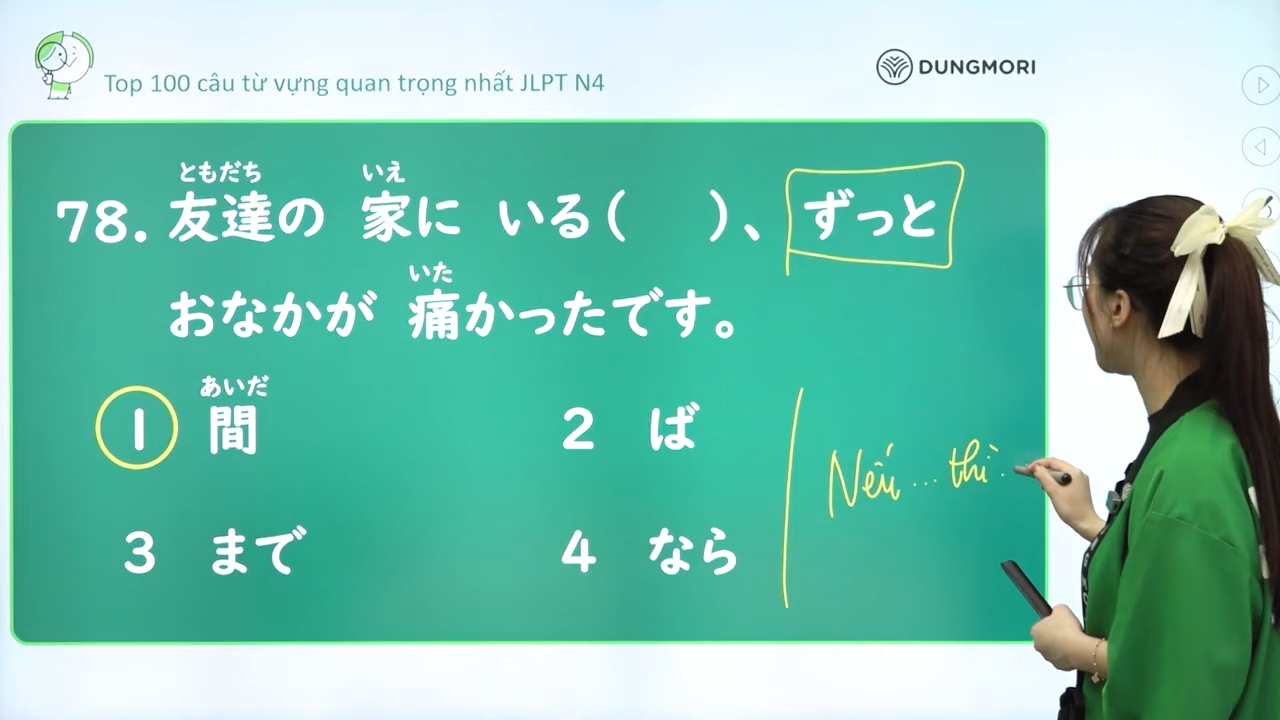 Top 100 câu từ vựng quan trọng nhất JLPT N4
DUNGMORI
ともだち いえ
78. 友達の 家に いる( )、ずっと
いた
おなかが 痛かったです。
あいだ
1 間
2 ば
3 まで
4 なら
Nếu ... thì ..